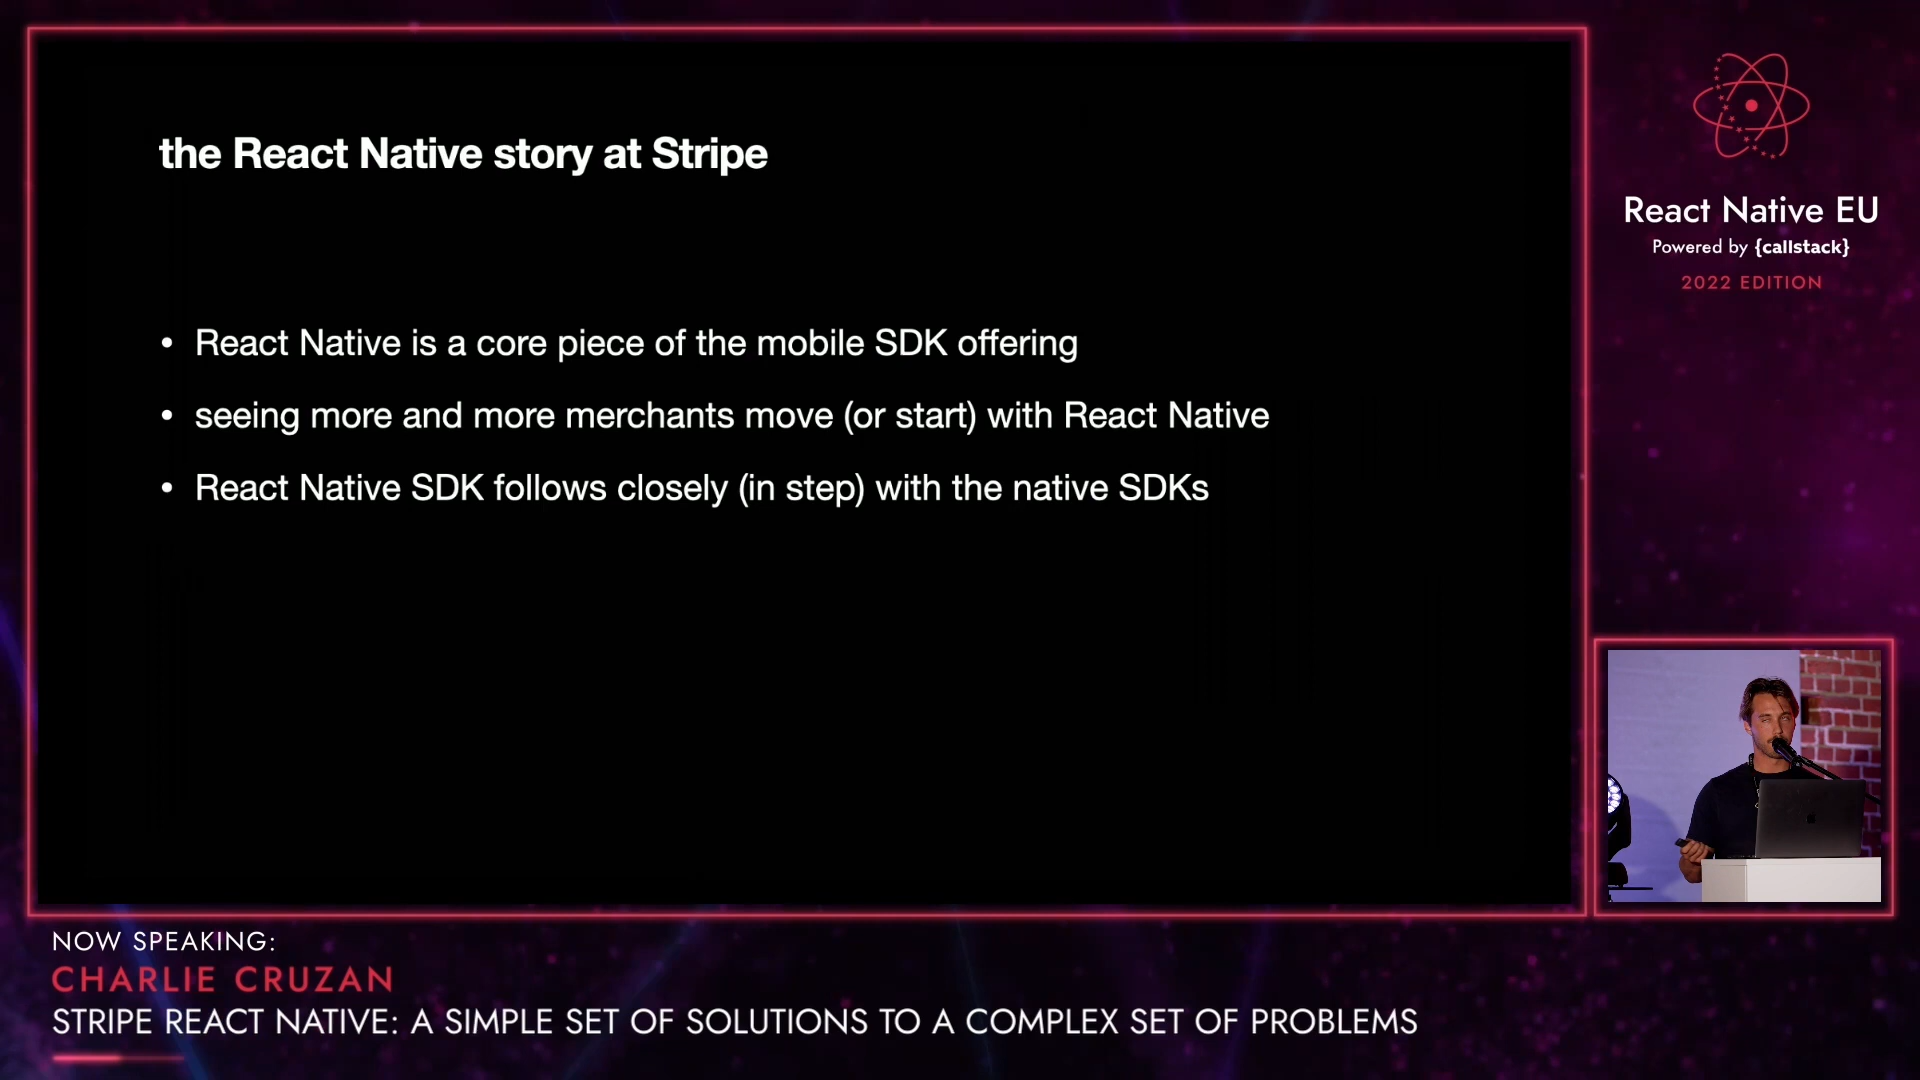 the React Native story at Stripe
• React Native is a core piece of the mobile SDK offering
• seeing more and more merchants move (or start) with React Native
• React Native SDK follows closely (in step) with the native SDKs
React Native EU
Powered by {callstack}
2022 EDITION
NOW SPEAKING:
CHARLIE CRUZAN
STRIPE REACT NATIVE: A SIMPLE SET OF SOLUTIONS TO A COMPLEX SET OF PROBLEMS